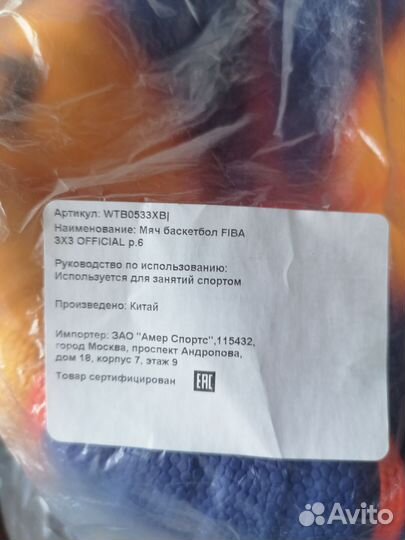 Артикул: WTB0533XB|
Наименование: Мяч баскетбол FIBA
3X3 OFFICIAL р.6
Руководство по использованию:
Используется для занятий спортом
Произведено: Китай
Импортер: ЗАО "Амер Спортс",115432,
город Москва, проспект Андропова,
дом 18, корпус 7, этаж 9
Товар сертифицирован
EAC
Avito